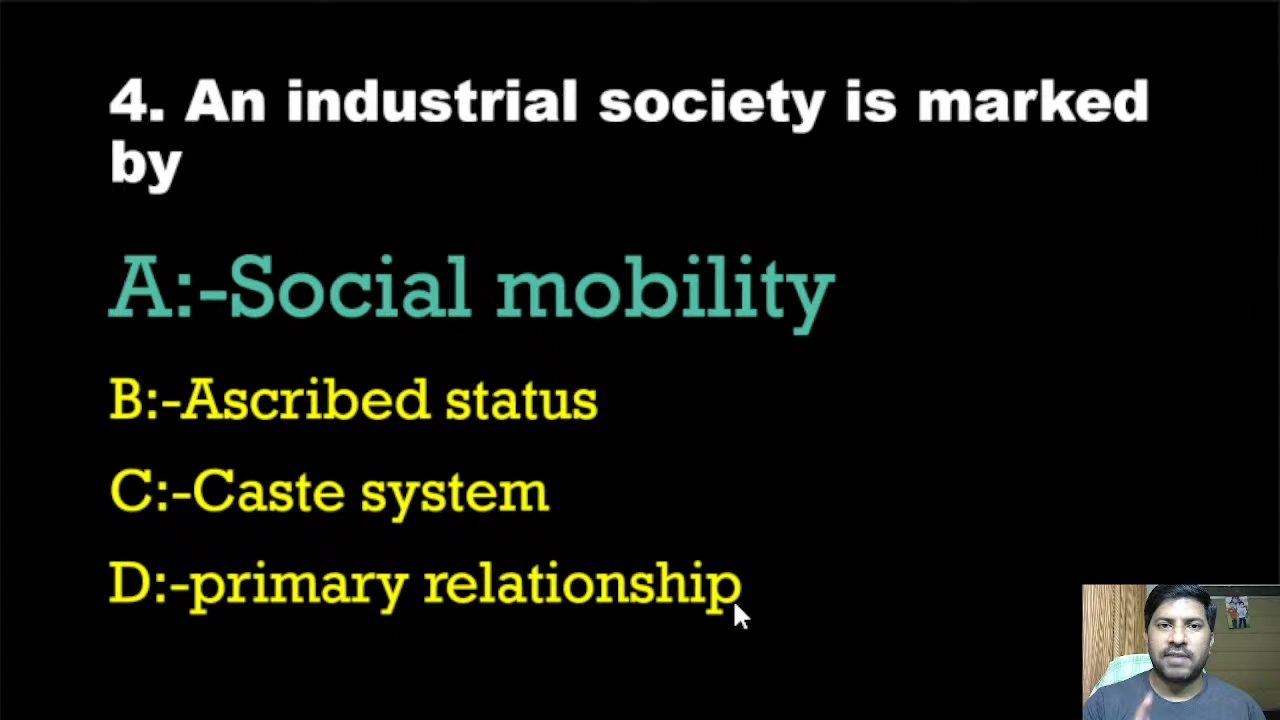 4. An industrial society is marked
by
A:-Social mobility
B:-Ascribed status
C:-Caste system
D:-primary relationship